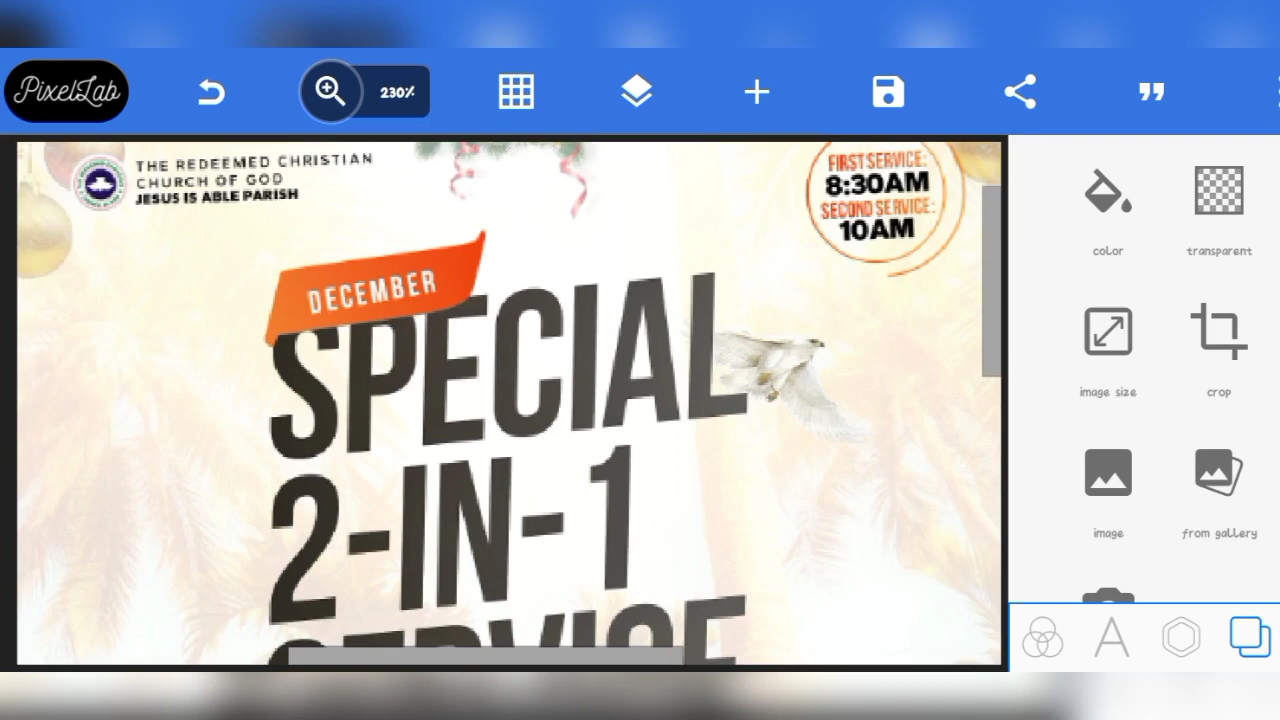 PixelLab
230%
THE REDEEMED CHRISTIAN
CHURCH OF GOD
JESUS IS ABLE PARISH
FIRST SERVICE:
8:30AM
SECOND SERVICE:
10AM
DECEMBER
SPECIAL
2-IN-1
SERVICE
color
transparent
image size
crop
image
from gallery